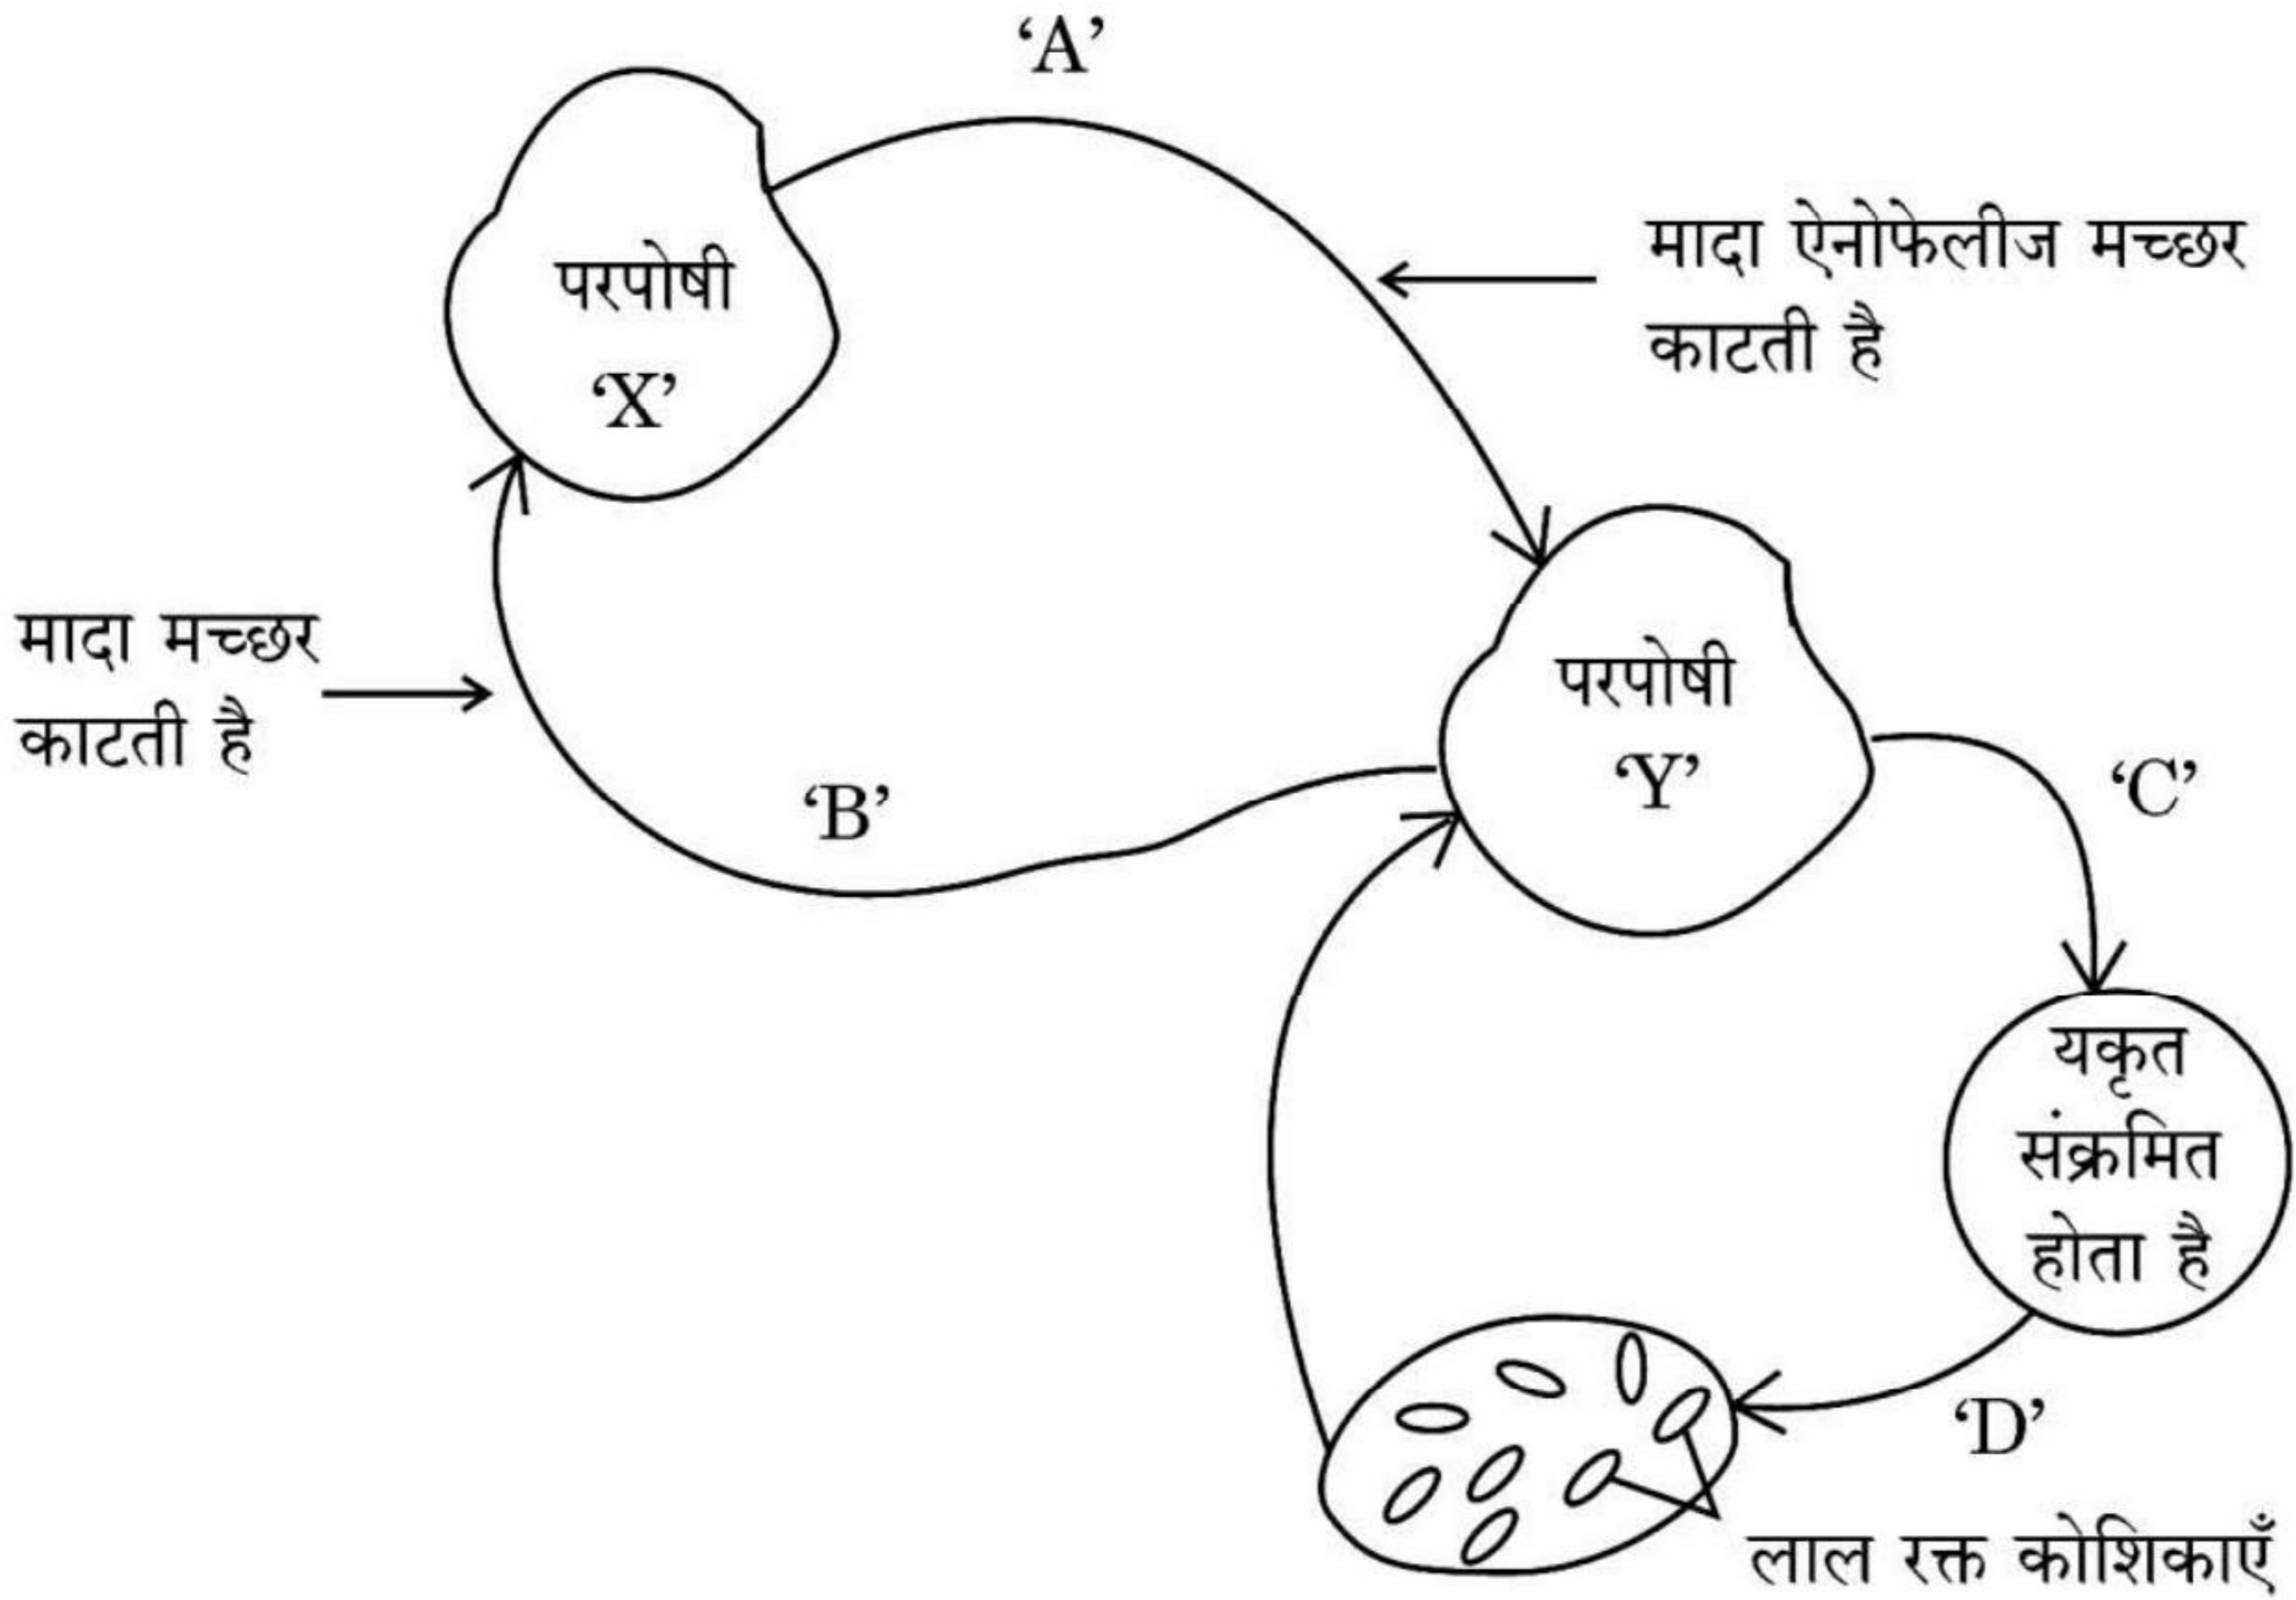 ‘A’
परपोषी
‘X’
मादा ऐनोफेलीज मच्छर
काटती है
मादा मच्छर
काटती है
‘B’
परपोषी
‘Y’
‘C’
यकृत
संक्रमित
होता है
‘D’
लाल रक्त कोशिकाएँ